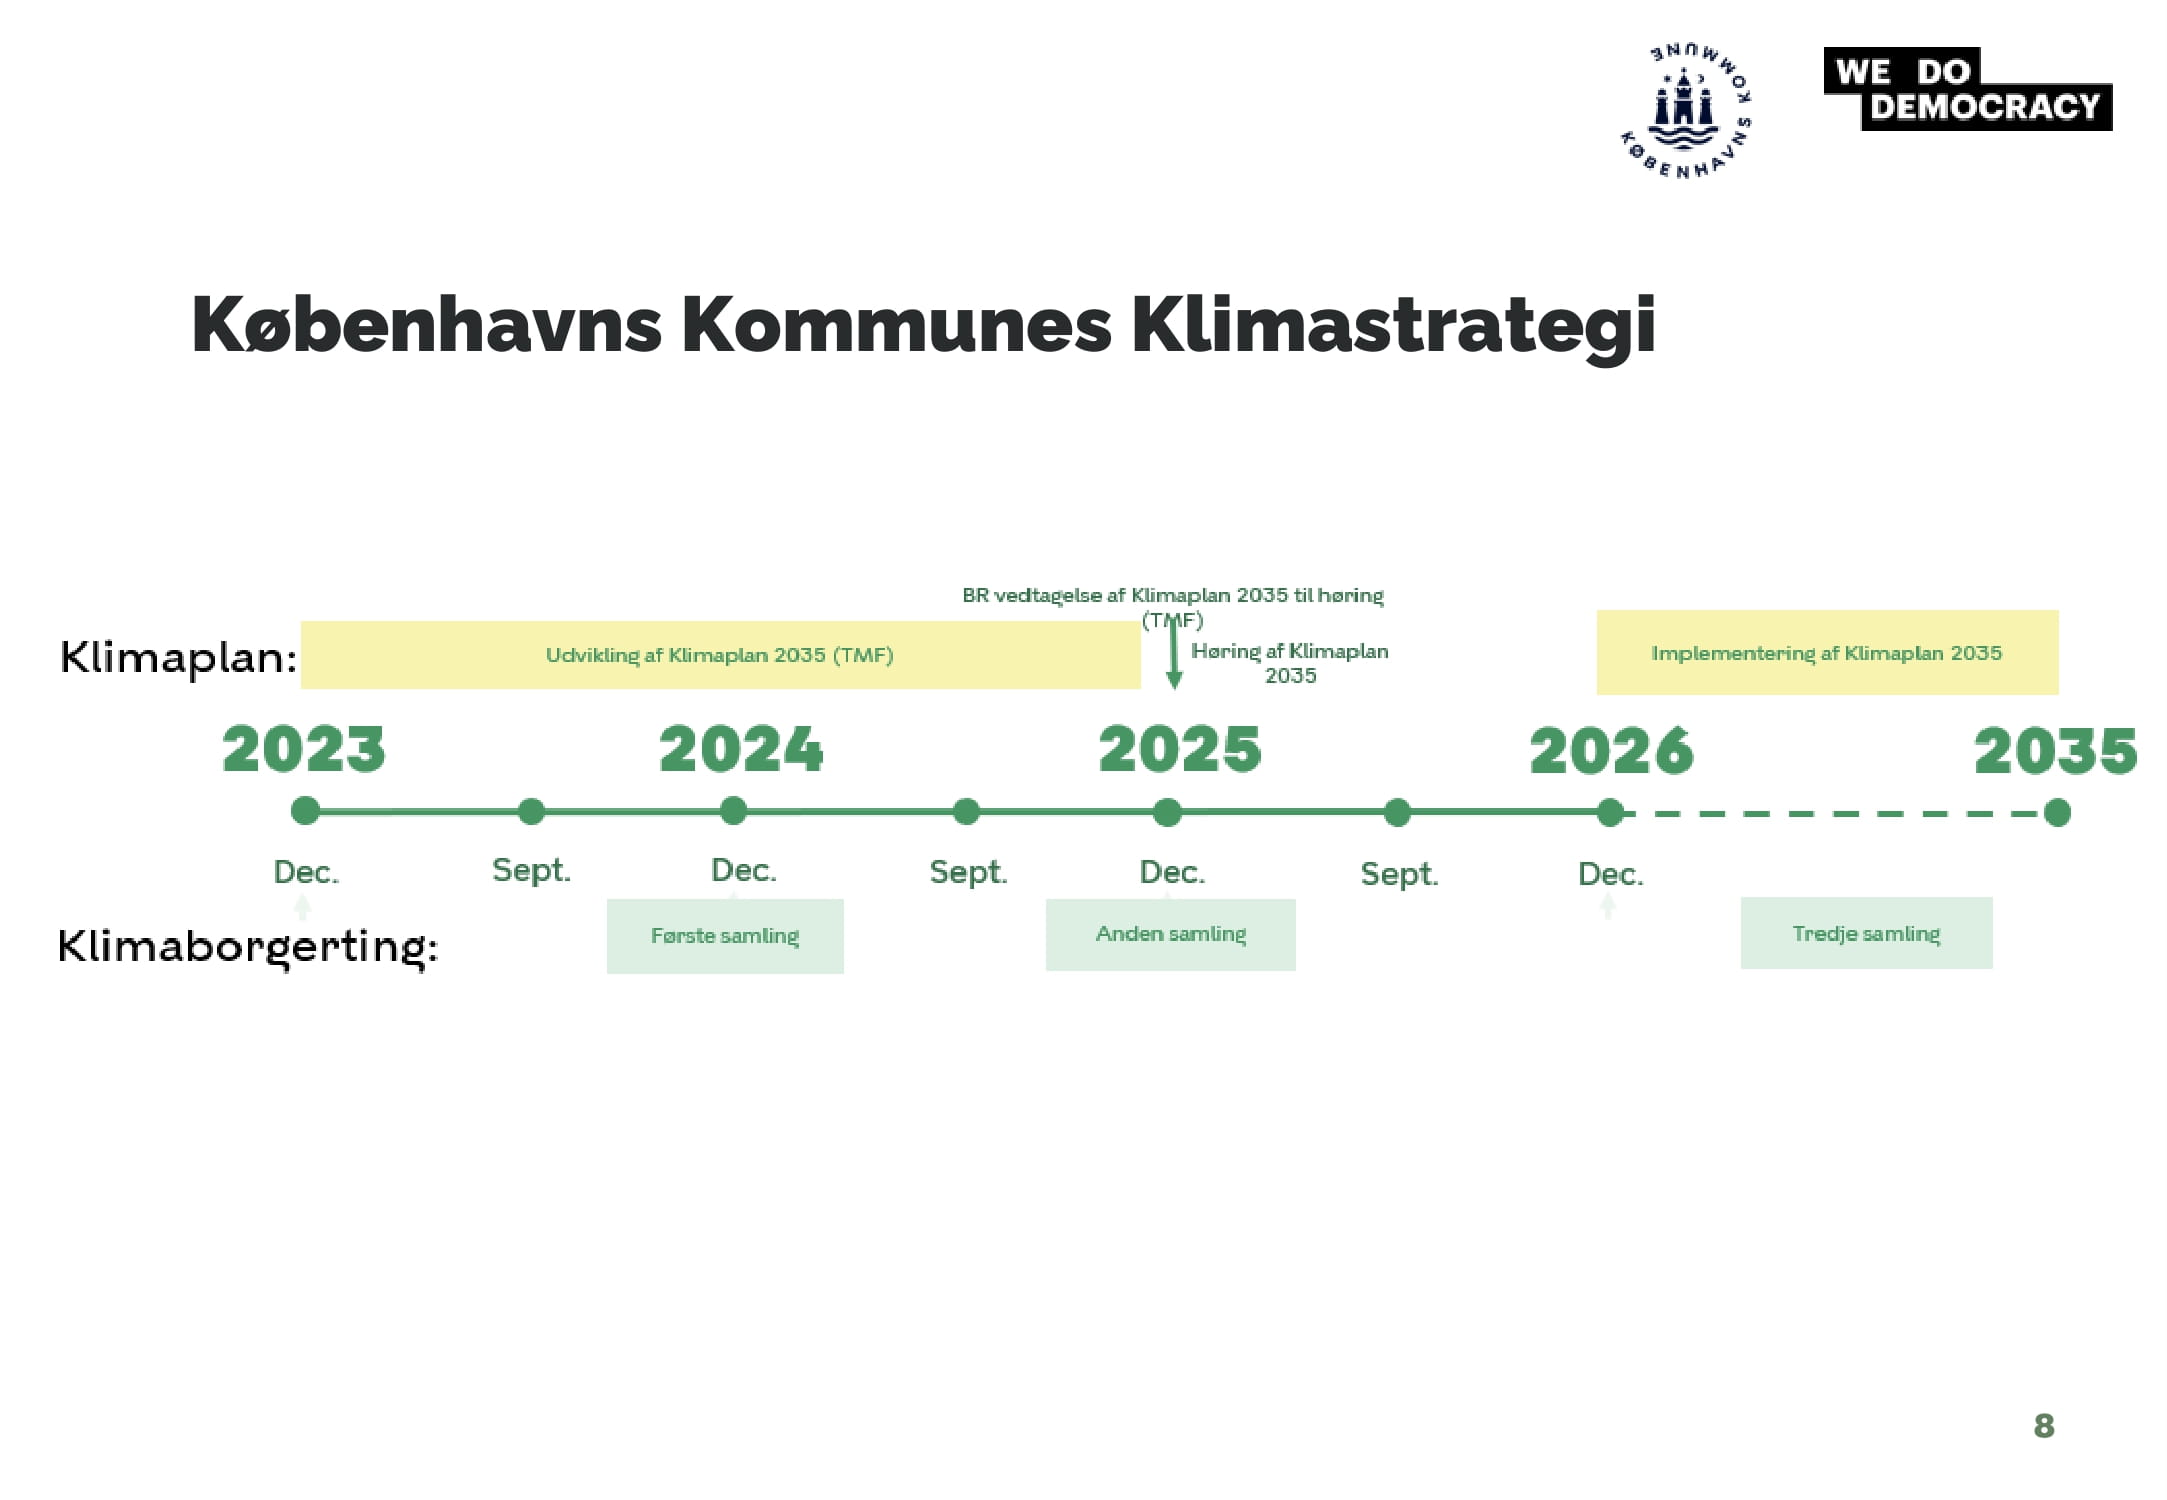 KØBENHAVNS KOMMUNE
WE DO
DEMOCRACY
Københavns Kommunes Klimastrategi
BR vedtagelse af Klimaplan 2035 til høring
(TMF)
Klimaplan:
Udvikling af Klimaplan 2035 (TMF)
Høring af Klimaplan
2035
Implementering af Klimaplan 2035
2023 2024 2025 2026 2035
Dec. Sept. Dec. Sept. Dec. Sept. Dec.
Klimaborgerting:
Første samling
Anden samling
Tredje samling
8